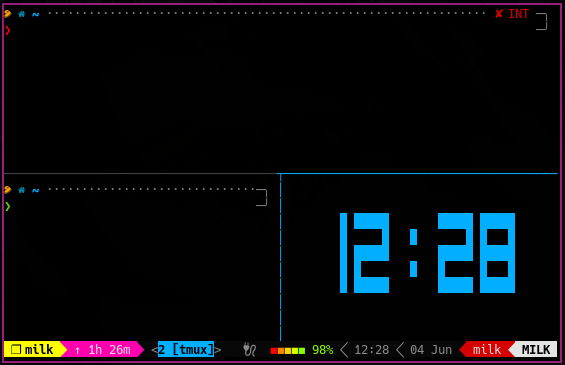 ~ ✘ INT
❯
~
❯
12:28
❐ milk ↑ 1h 26m <2 [tmux]> 98% 12:28 04 Jun milk MILK